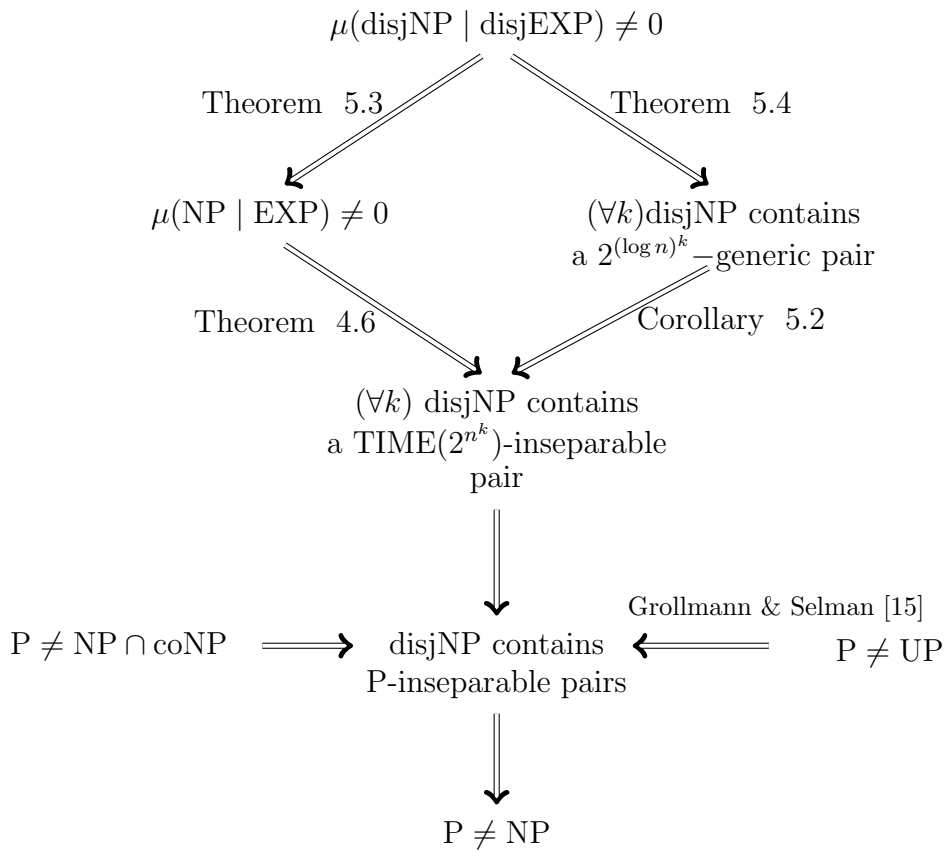 μ(disjNP | disjEXP) ≠ 0
Theorem 5.3
Theorem 5.4
μ(NP | EXP) ≠ 0
(∀k)disjNP contains
a 2^{(log n)^k}−generic pair
Theorem 4.6
Corollary 5.2
(∀k) disjNP contains
a TIME(2^{n^k})-inseparable
pair
Grollmann & Selman [15]
P ≠ NP ∩ coNP
disjNP contains
P-inseparable pairs
P ≠ UP
P ≠ NP